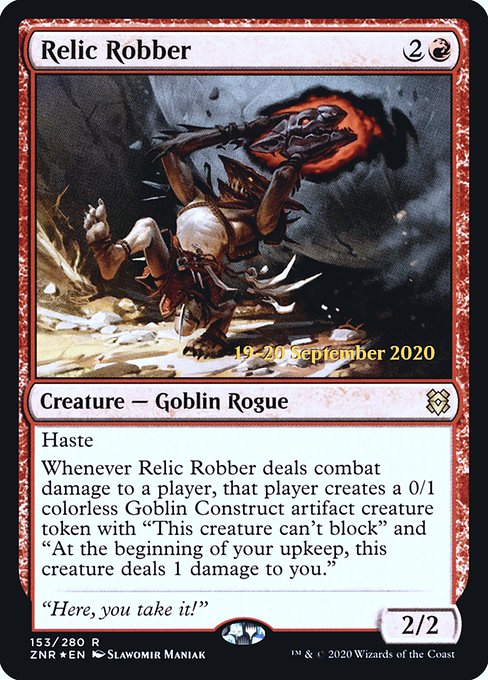 Relic Robber 2
19–20 September 2020
Creature — Goblin Rogue
Haste
Whenever Relic Robber deals combat
damage to a player, that player creates a 0/1
colorless Goblin Construct artifact creature
token with “This creature can’t block” and
“At the beginning of your upkeep, this
creature deals 1 damage to you.”
“Here, you take it!”
2/2
153/280 R
ZNR★EN Slawomir Maniak
™ & © 2020 Wizards of the Coast